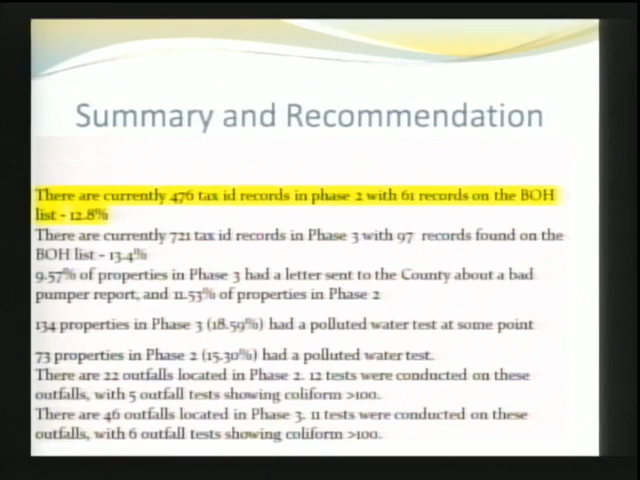 Summary and Recommendation
There are currently 476 tax id records in phase 2 with 61 records on the BOH
list - 12.8%
There are currently 721 tax id records in Phase 3 with 97 records found on the
BOH list - 13.4%
9.57% of properties in Phase 3 had a letter sent to the County about a bad
pumper report, and 11.53% of properties in Phase 2
134 properties in Phase 3 (18.59%) had a polluted water test at some point
73 properties in Phase 2 (15.30%) had a polluted water test.
There are 22 outfalls located in Phase 2. 12 tests were conducted on these
outfalls, with 5 outfall tests showing coliform >100.
There are 46 outfalls located in Phase 3. 11 tests were conducted on these
outfalls, with 6 outfall tests showing coliform >100.